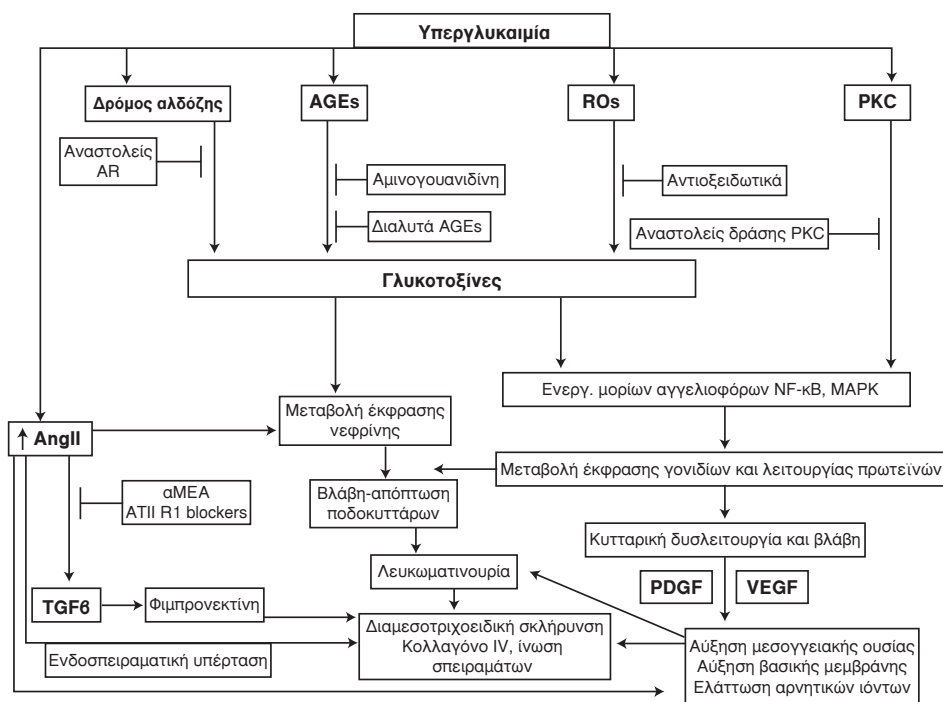 Υπεργλυκαιμία
Δρόμος αλδόζης
AGEs
ROs
PKC
Αναστολείς
AR
Αμινογουανιδίνη
Αντιοξειδωτικά
Διαλυτά AGEs
Αναστολείς δράσης PKC
Γλυκοτοξίνες
Ενεργ. μορίων αγγελιοφόρων NF-κB, MAPK
Μεταβολή έκφρασης
νεφρίνης
↑ AngII
Μεταβολή έκφρασης γονιδίων και λειτουργίας πρωτεϊνών
αΜΕΑ
ATII R1 blockers
Βλάβη-απόπτωση
ποδοκυττάρων
Κυτταρική δυσλειτουργία και βλάβη
Λευκωματινουρία
PDGF
VEGF
TGFβ
Φιμπρονεκτίνη
Διαμεσοτριχοειδική σκλήρυνση
Κολλαγόνο IV, ίνωση
σπειραμάτων
Ενδοσπειραματική υπέρταση
Αύξηση μεσογγειακής ουσίας
Αύξηση βασικής μεμβράνης
Ελάττωση αρνητικών ιόντων